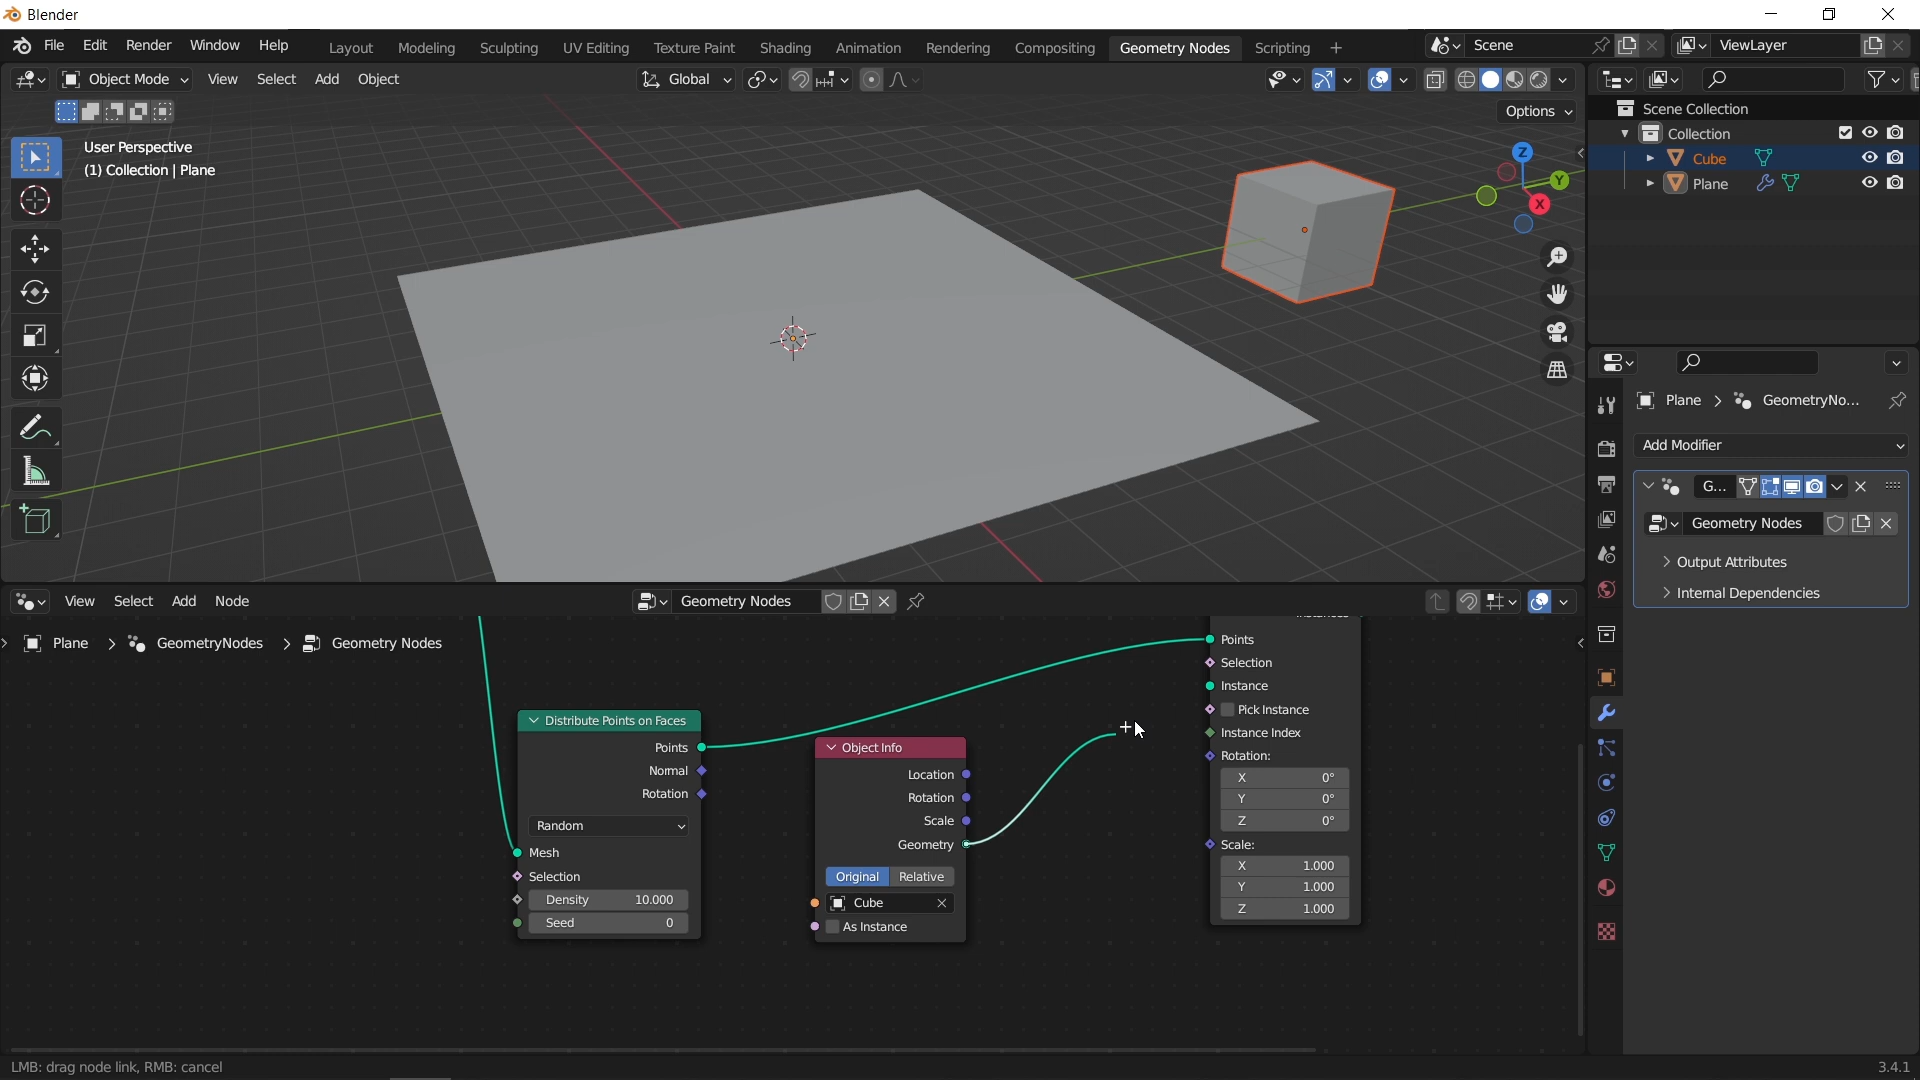 Blender
File Edit Render Window Help
Layout Modeling Sculpting UV Editing Texture Paint Shading Animation Rendering Compositing Geometry Nodes Scripting +
Scene
ViewLayer
Object Mode View Select Add Object
Global
Options
User Perspective
(1) Collection | Plane
Z
Y
X
Scene Collection
Collection
Cube
Plane
Plane > GeometryNo...
Add Modifier
G...
Geometry Nodes
Output Attributes
Internal Dependencies
View Select Add Node
Geometry Nodes
Plane > GeometryNodes > Geometry Nodes
Distribute Points on Faces
Points
Normal
Rotation
Random
Mesh
Selection
Density 10.000
Seed 0
Object Info
Location
Rotation
Scale
Geometry
Original Relative
Cube
As Instance
Points
Selection
Instance
Pick Instance
Instance Index
Rotation:
X 0°
Y 0°
Z 0°
Scale:
X 1.000
Y 1.000
Z 1.000
LMB: drag node link, RMB: cancel
3.4.1